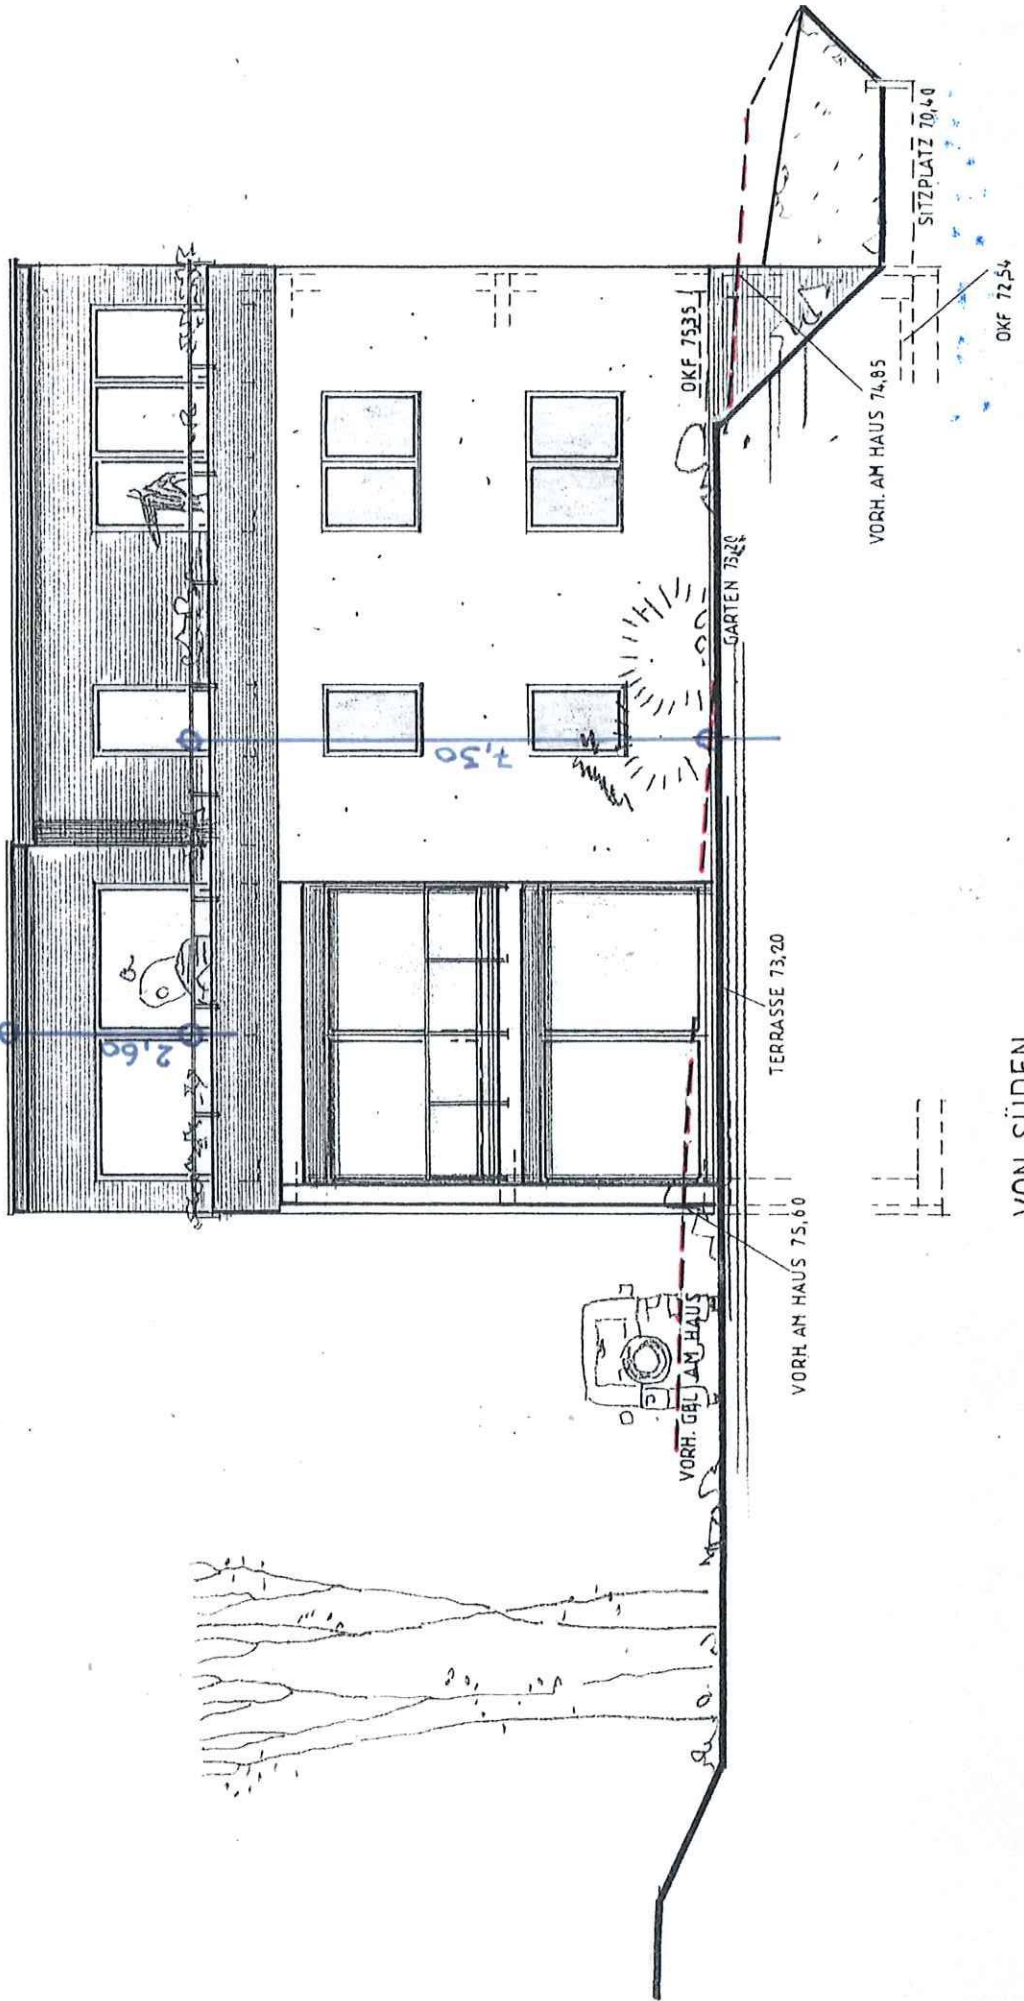 2,60
7,30
VORH. GEL. AM HAUS
OKF 75,35
VORH. AM HAUS 75,60
TERRASSE 73,20
GARTEN 73,20
VORH. AM HAUS 74,85
SITZPLATZ 70,40
OKF 72,54
VON SÜDEN